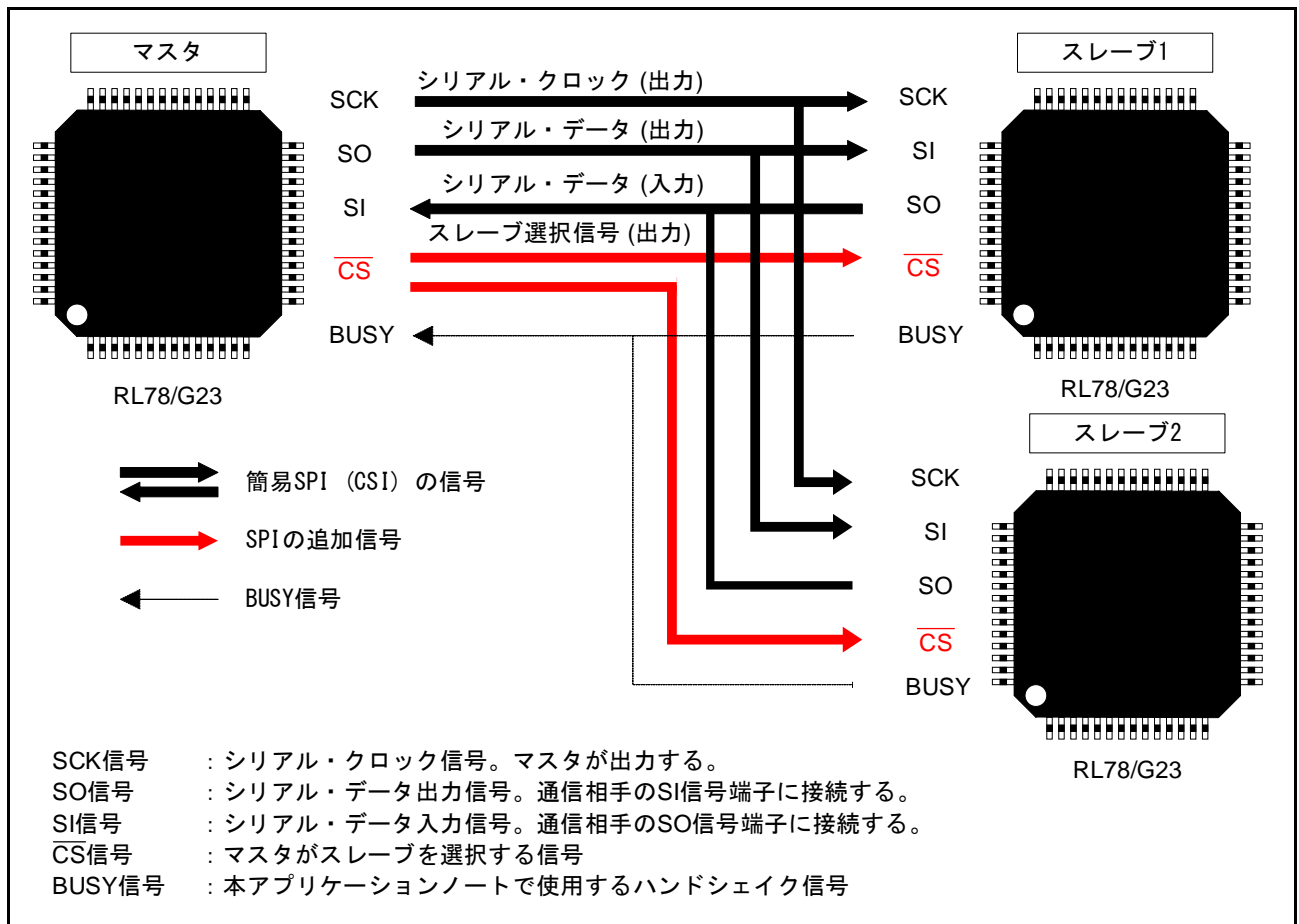 マスタ
スレーブ1
シリアル・クロック (出力)
SCK
SCK
シリアル・データ (出力)
SO
SI
シリアル・データ (入力)
SI
SO
スレーブ選択信号 (出力)
CS
CS
BUSY
BUSY
RL78/G23
RL78/G23
スレーブ2
簡易SPI (CSI) の信号
SCK
SPIの追加信号
SI
BUSY信号
SO
CS
BUSY
RL78/G23
SCK信号 : シリアル・クロック信号。マスタが出力する。
SO信号 : シリアル・データ出力信号。通信相手のSI信号端子に接続する。
SI信号 : シリアル・データ入力信号。通信相手のSO信号端子に接続する。
CS信号 : マスタがスレーブを選択する信号
BUSY信号 : 本アプリケーションノートで使用するハンドシェイク信号